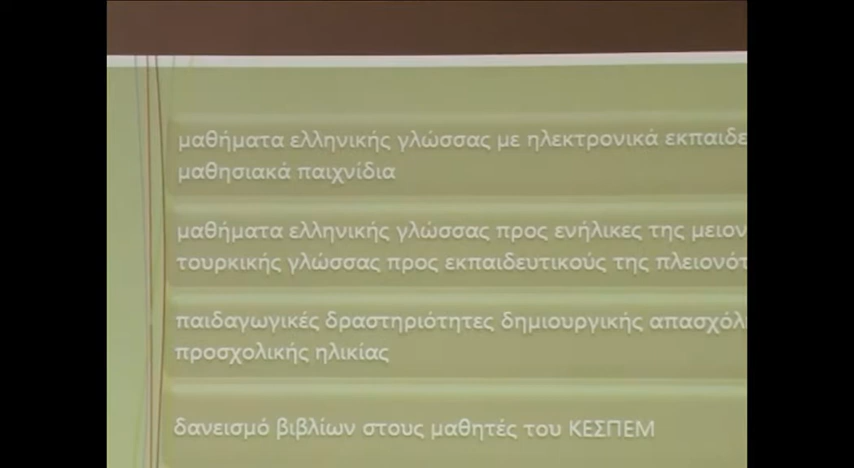 μαθήματα ελληνικής γλώσσας με ηλεκτρονικά εκπαιδε
μαθησιακά παιχνίδια
μαθήματα ελληνικής γλώσσας προς ενήλικες της μειον
τουρκικής γλώσσας προς εκπαιδευτικούς της πλειονότ
παιδαγωγικές δραστηριότητες δημιουργικής απασχόλ
προσχολικής ηλικίας
δανεισμό βιβλίων στους μαθητές του ΚΕΣΠΕΜ